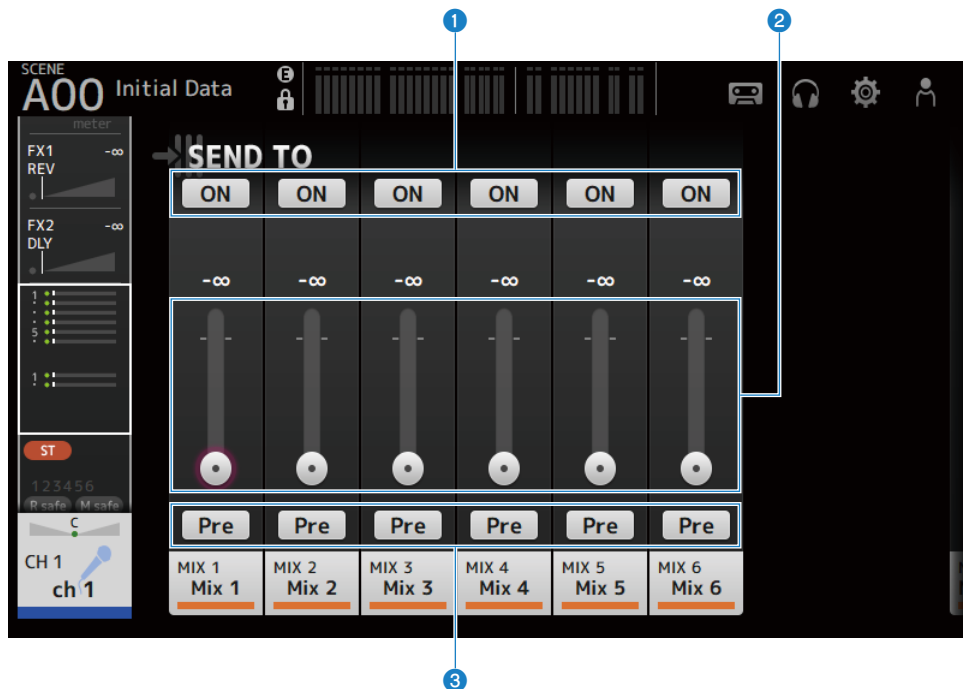 1
2
SCENE
A00 Initial Data
E
meter
FX1 -∞
REV
FX2 -∞
DLY
1
5
1
ST
123456
R safe M safe
C
CH 1
ch 1
SEND TO
ON ON ON ON ON ON
-∞ -∞ -∞ -∞ -∞ -∞
Pre Pre Pre Pre Pre Pre
MIX 1 MIX 2 MIX 3 MIX 4 MIX 5 MIX 6
Mix 1 Mix 2 Mix 3 Mix 4 Mix 5 Mix 6
3